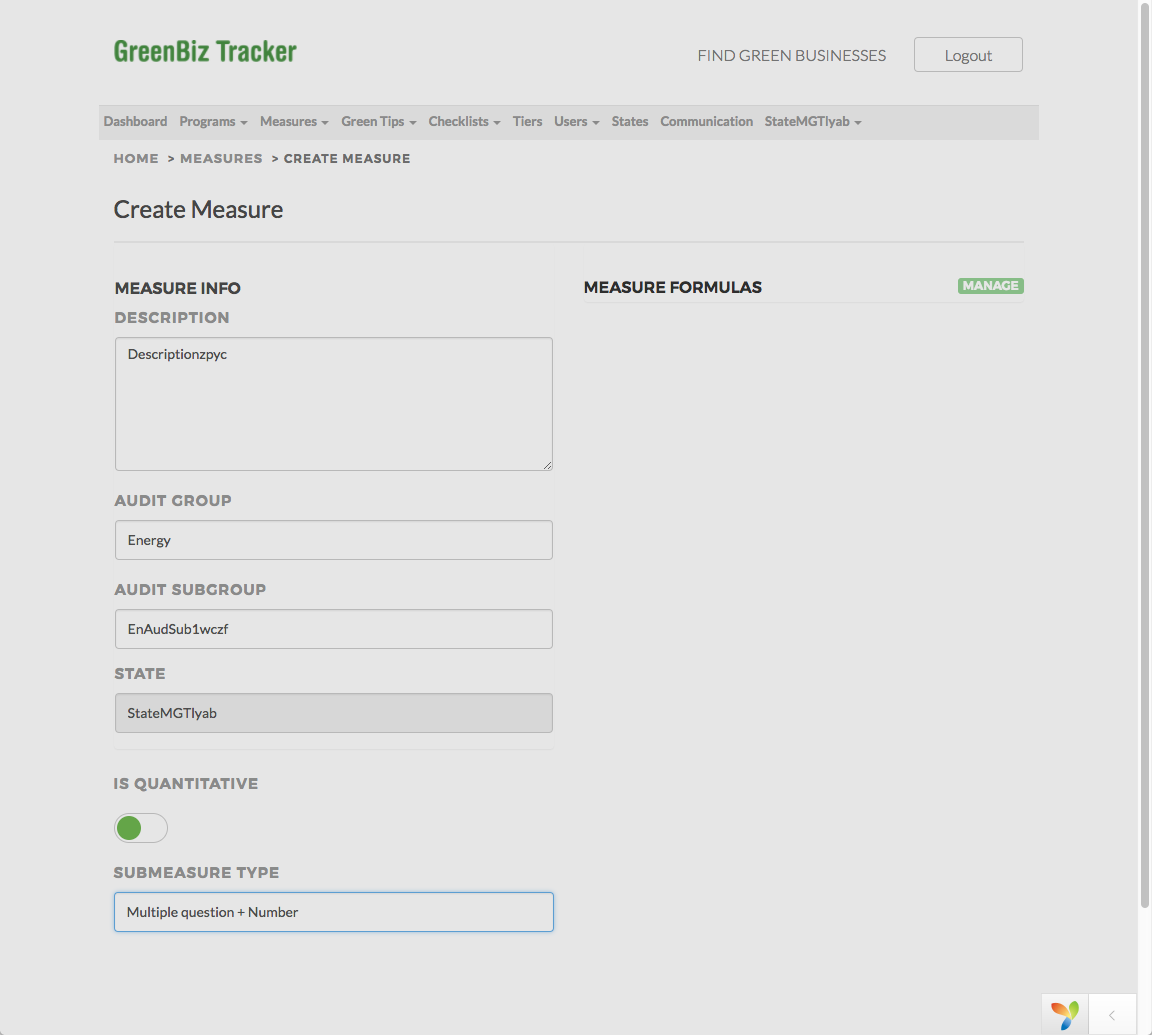 GreenBiz Tracker
FIND GREEN BUSINESSES
Logout
Dashboard Programs Measures Green Tips Checklists Tiers Users States Communication StateMGTlyab
HOME > MEASURES > CREATE MEASURE
Create Measure
MEASURE INFO
DESCRIPTION
Descriptionzpyc
AUDIT GROUP
Energy
AUDIT SUBGROUP
EnAudSub1wczf
STATE
StateMGTlyab
IS QUANTITATIVE
SUBMEASURE TYPE
Multiple question + Number
MEASURE FORMULAS
MANAGE